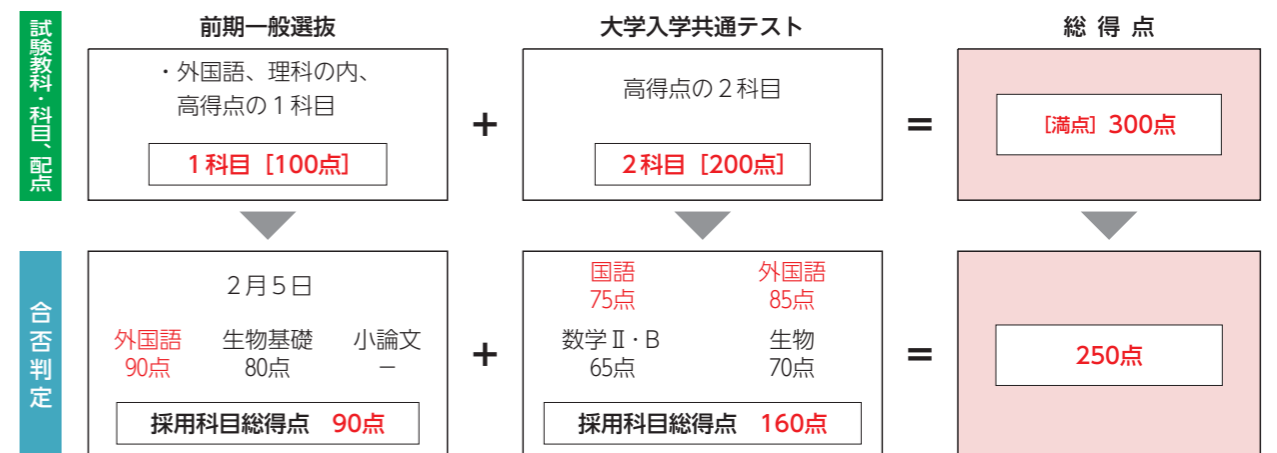 試験教科・科目、配点
前期一般選抜
・外国語、理科の内、
高得点の1科目
1科目［100点］
+
大学入学共通テスト
高得点の2科目
2科目［200点］
=
総得点
［満点］300点
合否判定
2月5日
外国語 生物基礎 小論文
90点 80点 －
採用科目総得点 90点
+
国語 外国語
75点 85点
数学Ⅱ・B 生物
65点 70点
採用科目総得点 160点
=
250点